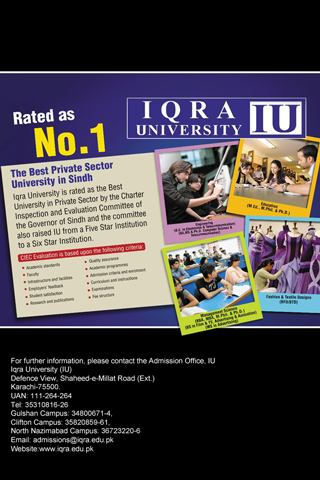 Rated as
No.1
IQRA
UNIVERSITY
IU
The Best Private Sector
University in Sindh
Iqra University is rated as the Best
University in Private Sector by the Charter
Inspection and Evaluation Committee of
the Governor of Sindh and the committee
also raised IU from a Five Star Institution
to a Six Star Institution.
CIEC Evaluation is based upon the following criteria:
• Academic standards
• Faculty
• Infrastructure and facilities
• Employers' feedback
• Student satisfaction
• Research and publications
• Quality assurance
• Academic programmes
• Admission criteria and enrolment
• Curriculum and instructions
• Examinations
• Fee structure
Education
(M Ed., M.Phil. & Ph.D.)
Fashion & Textile Designs
Management Sciences
For further information, please contact the Admission Office, IU
Iqra University (IU)
Defence View, Shaheed-e-Millat Road (Ext.)
Karachi-75500.
UAN: 111-264-264
Tel: 35310816-26
Gulshan Campus: 34800671-4,
Clifton Campus: 35820859-61,
North Nazimabad Campus: 36723220-6
Email: admissions@iqra.edu.pk
Website:www.iqra.edu.pk